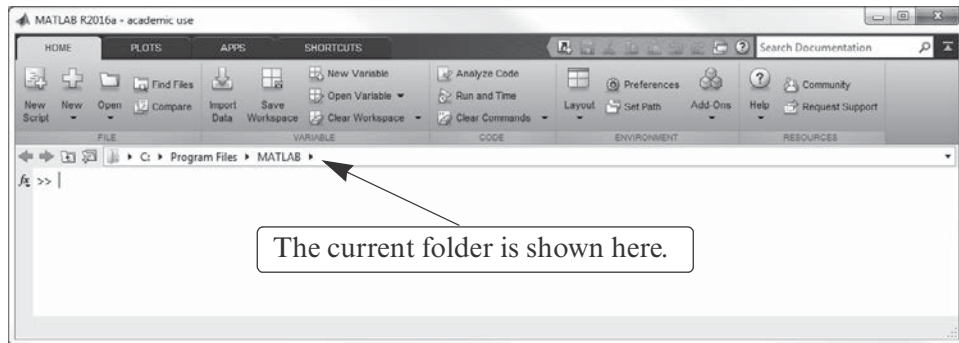 MATLAB R2016a - academic use
HOME PLOTS APPS SHORTCUTS Search Documentation
New Script New Open Find Files Compare Import Data Save Workspace New Variable Open Variable Clear Workspace Analyze Code Run and Time Clear Commands Layout Preferences Set Path Add-Ons Help Community Request Support
FILE VARIABLE CODE ENVIRONMENT RESOURCES
C: Program Files MATLAB
fx >>
The current folder is shown here.